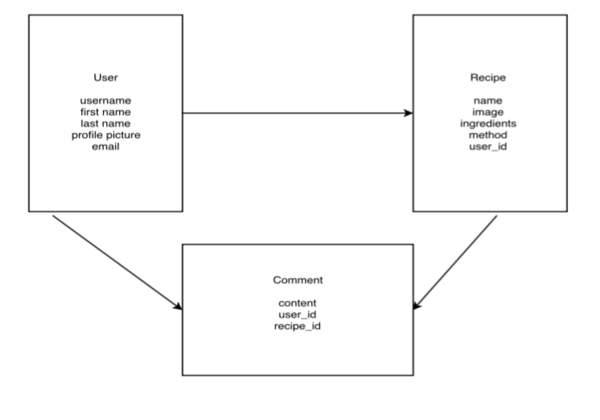 User
username
first name
last name
profile picture
email
Recipe
name
image
ingredients
method
user_id
Comment
content
user_id
recipe_id